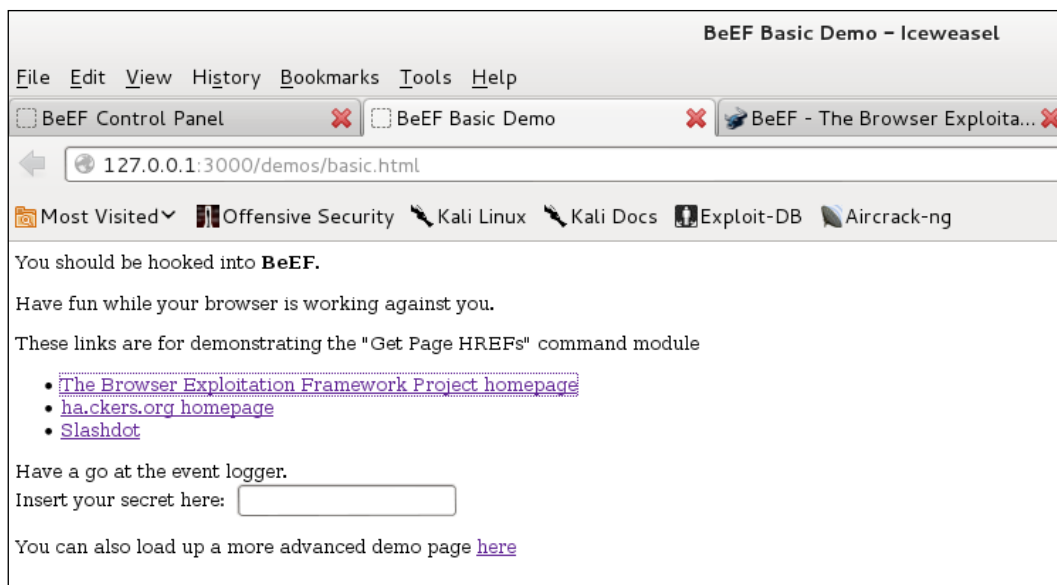 BeEF Basic Demo - Iceweasel
File Edit View History Bookmarks Tools Help
BeEF Control Panel BeEF Basic Demo BeEF - The Browser Exploita...
127.0.0.1:3000/demos/basic.html
Most Visited Offensive Security Kali Linux Kali Docs Exploit-DB Aircrack-ng
You should be hooked into BeEF.
Have fun while your browser is working against you.
These links are for demonstrating the "Get Page HREFs" command module
• The Browser Exploitation Framework Project homepage
• ha.ckers.org homepage
• Slashdot
Have a go at the event logger.
Insert your secret here:
You can also load up a more advanced demo page here